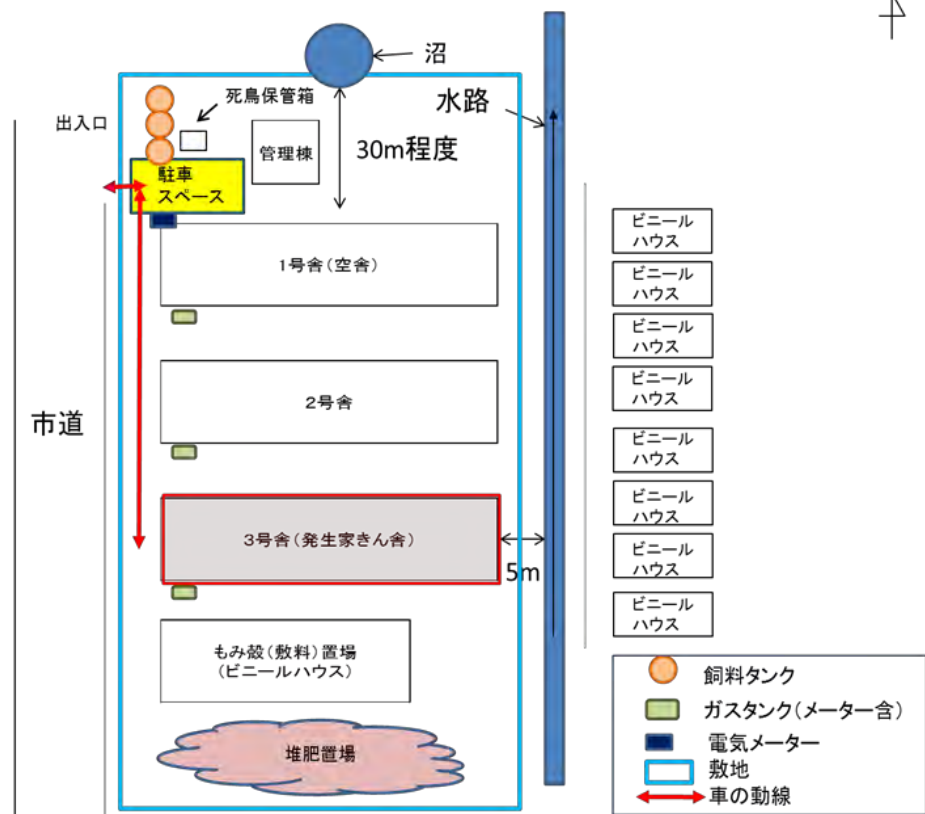 沼
死鳥保管箱
水路
出入口
管理棟
30m程度
駐車
スペース
1号舎(空舎)
2号舎
市道
3号舎(発生家きん舎)
5m
もみ殻(敷料)置場
(ビニールハウス)
堆肥置場
ビニール
ハウス
ビニール
ハウス
ビニール
ハウス
ビニール
ハウス
ビニール
ハウス
ビニール
ハウス
ビニール
ハウス
ビニール
ハウス
飼料タンク
ガスタンク(メーター含)
電気メーター
敷地
車の動線